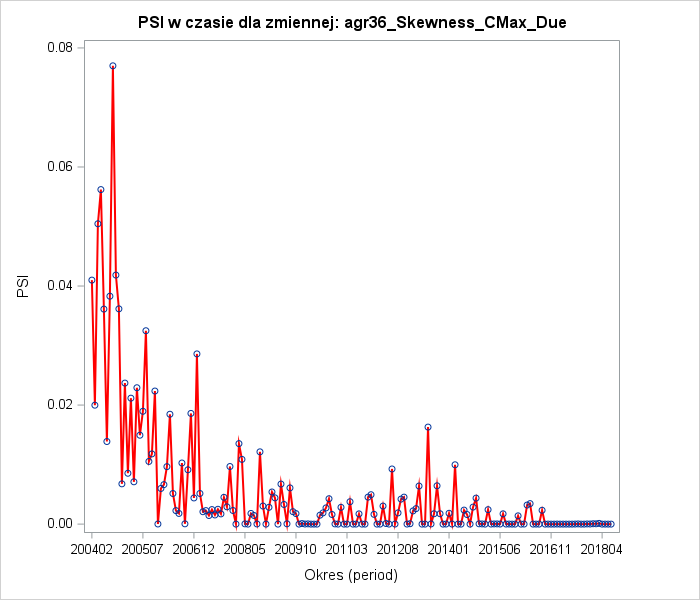 PSI w czasie dla zmiennej: agr36_Skewness_CMax_Due
0.08
0.06
0.04
0.02
0.00
PSI
200402 200507 200612 200805 200910 201103 201208 201401 201506 201611 201804
Okres (period)